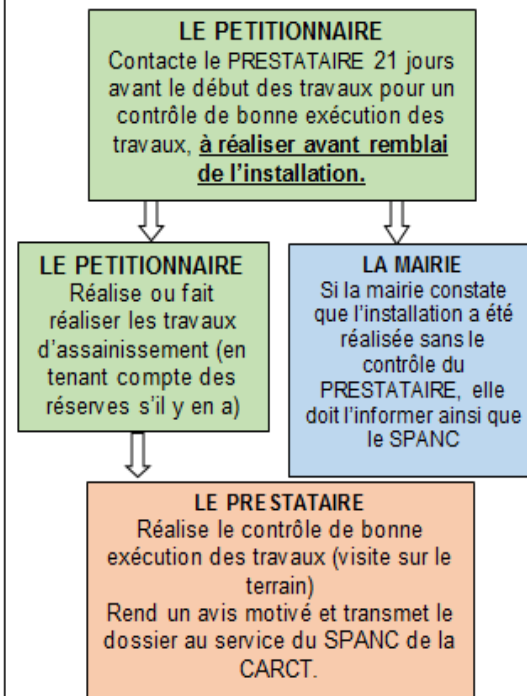 LE PETITIONNAIRE
Contacte le PRESTATAIRE 21 jours
avant le début des travaux pour un
contrôle de bonne exécution des
travaux, à réaliser avant remblai
de l'installation.
LE PETITIONNAIRE
Réalise ou fait
réaliser les travaux
d'assainissement (en
tenant compte des
réserves s'il y en a)
LA MAIRIE
Si la mairie constate
que l'installation a été
réalisée sans le
contrôle du
PRESTATAIRE, elle
doit l'informer ainsi que
le SPANC
LE PRESTATAIRE
Réalise le contrôle de bonne
exécution des travaux (visite sur le
terrain)
Rend un avis motivé et transmet le
dossier au service du SPANC de la
CARCT.